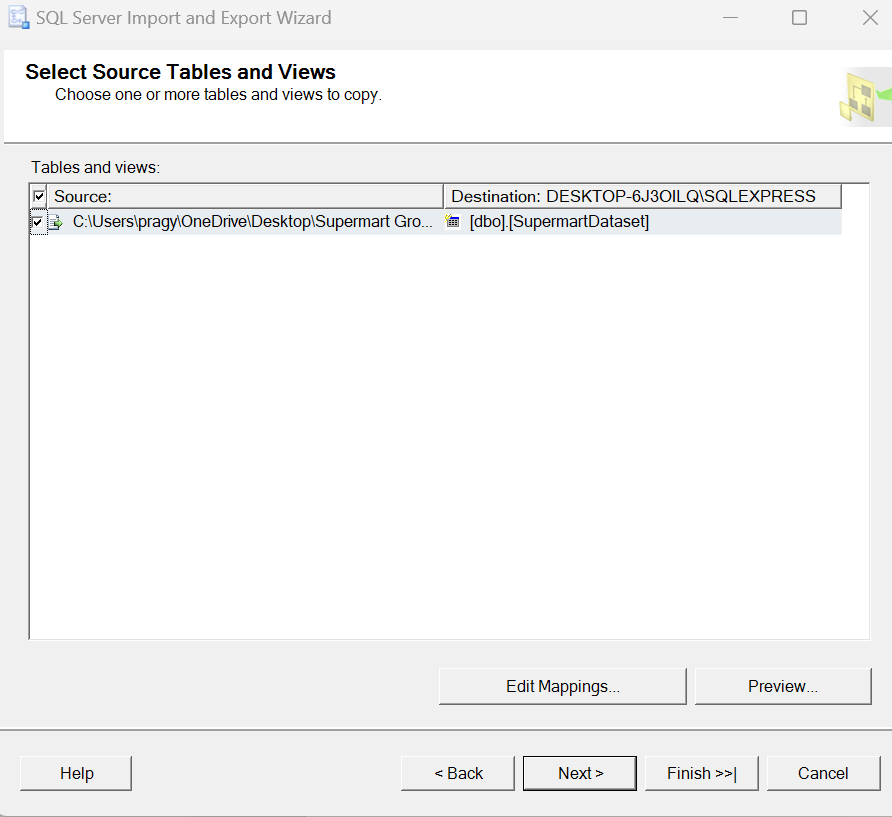 SQL Server Import and Export Wizard
Select Source Tables and Views
Choose one or more tables and views to copy.
Tables and views:
Source: Destination: DESKTOP-6J3OILQ\SQLEXPRESS
C:\Users\pragy\OneDrive\Desktop\Supermart Gro... [dbo].[SupermartDataset]
Edit Mappings... Preview...
Help < Back Next > Finish >>| Cancel